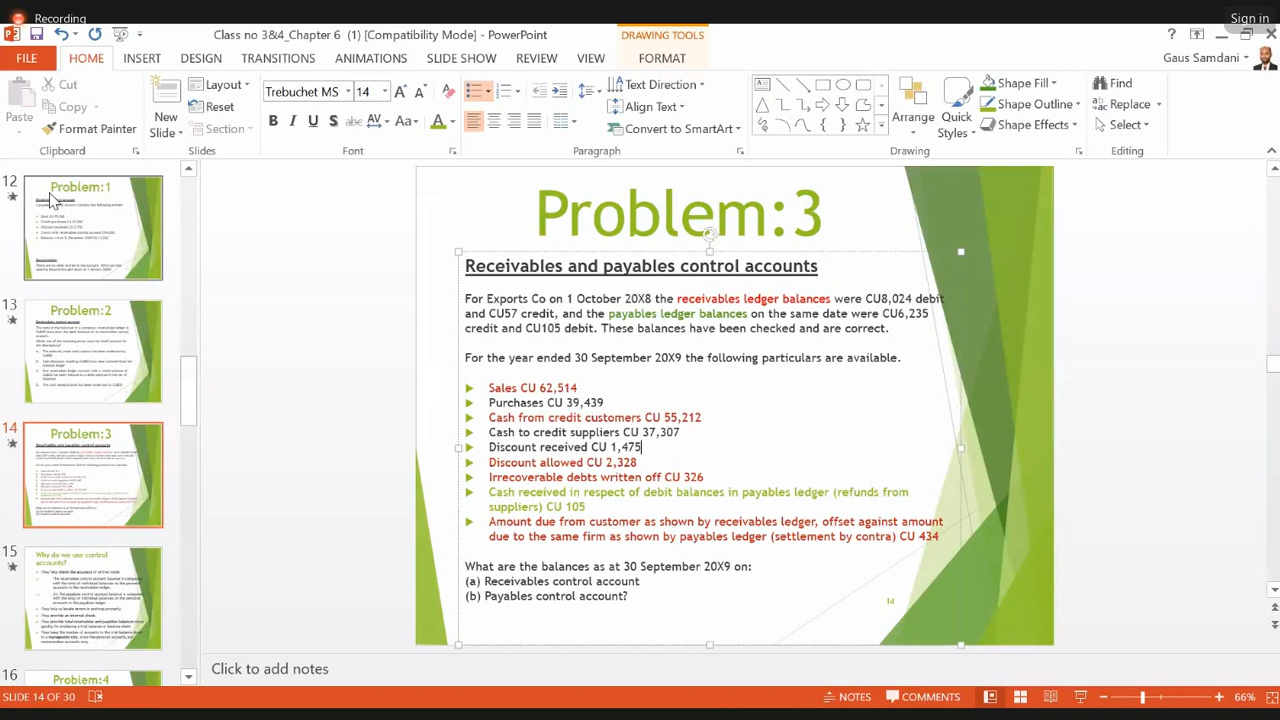 Recording
Sign in
Class no 3&4_Chapter 6 (1) [Compatibility Mode] - PowerPoint
DRAWING TOOLS
FILE HOME INSERT DESIGN TRANSITIONS ANIMATIONS SLIDE SHOW REVIEW VIEW FORMAT
Gaus Samdani
Paste
Cut
Copy
Format Painter
Clipboard
New
Slide
Layout
Reset
Section
Slides
Trebuchet MS 14
Font
Text Direction
Align Text
Convert to SmartArt
Paragraph
Arrange
Quick
Styles
Shape Fill
Shape Outline
Shape Effects
Drawing
Find
Replace
Select
Editing
12
Problem:1
13
Problem:2
14
Problem:3
15
Why do we use control
accounts?
16
Problem:4
Problem:3
Receivables and payables control accounts
For Exports Co on 1 October 20X8 the receivables ledger balances were CU8,024 debit
and CU57 credit, and the payables ledger balances on the same date were CU6,235
credit and CU105 debit. These balances have been checked and are correct.
For the year ended 30 September 20X9 the following particulars are available.
Sales CU 62,514
Purchases CU 39,439
Cash from credit customers CU 55,212
Cash to credit suppliers CU 37,307
Discount received CU 1,475
Discount allowed CU 2,328
Irrecoverable debts written off CU 326
Cash received in respect of debit balances in payables ledger (refunds from
suppliers) CU 105
Amount due from customer as shown by receivables ledger, offset against amount
due to the same firm as shown by payables ledger (settlement by contra) CU 434
What are the balances as at 30 September 20X9 on:
(a) Receivables control account
(b) Payables control account?
14
Click to add notes
SLIDE 14 OF 30
NOTES
COMMENTS
66%